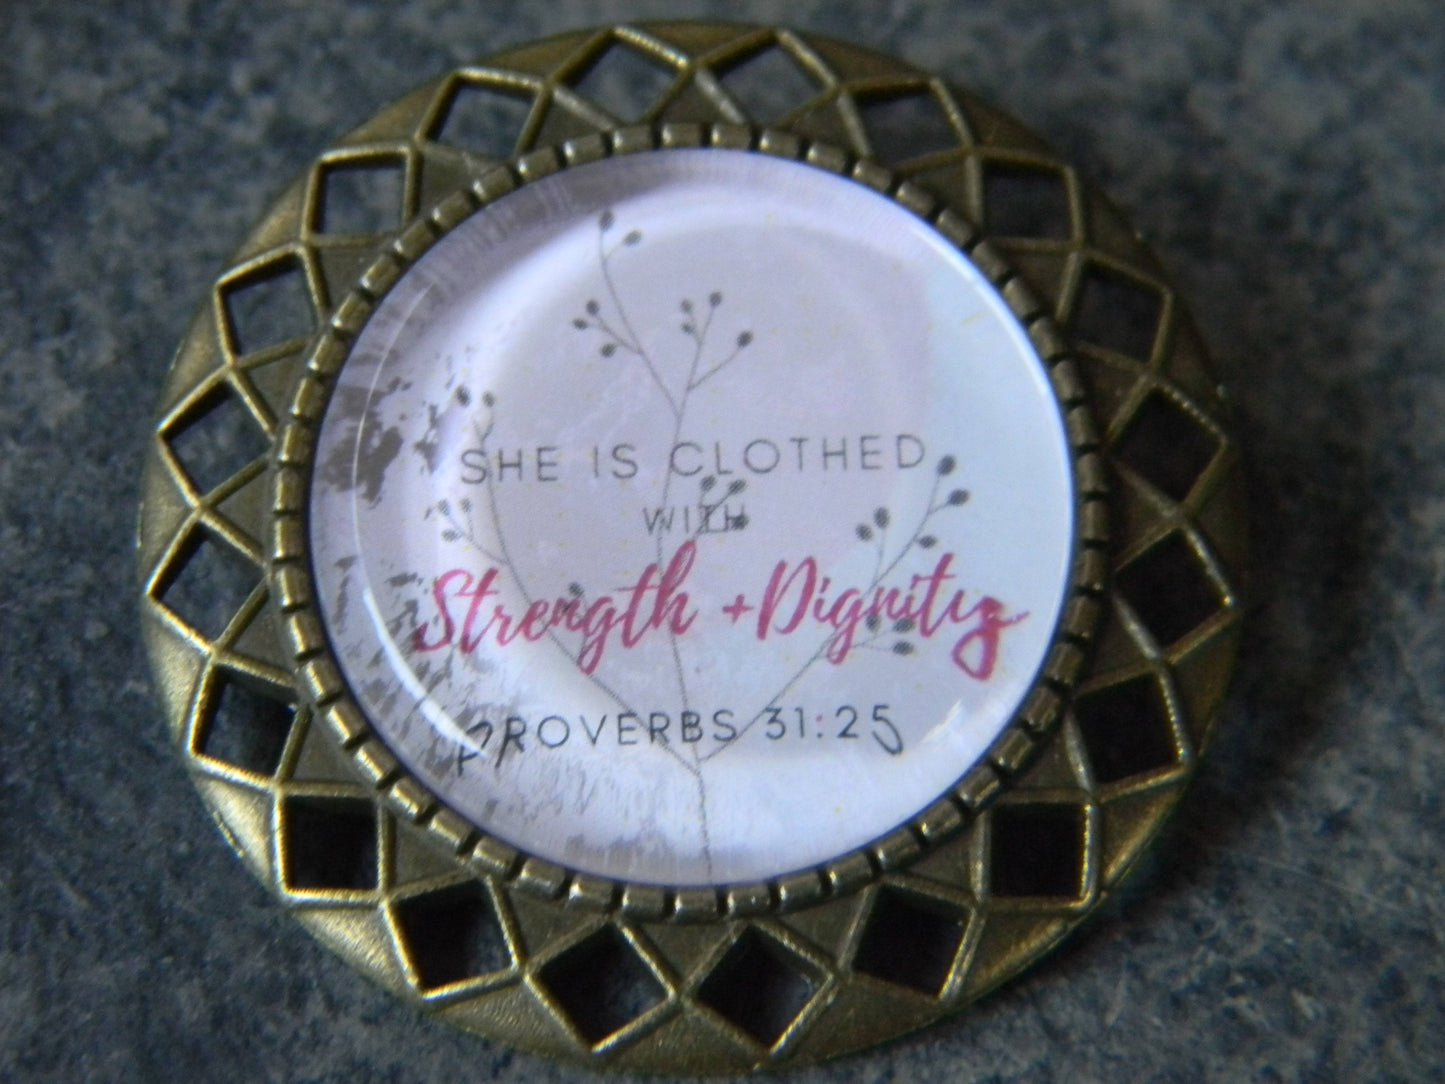 SHE IS CLOTHED
WITH
Strength + Dignity
PROVERBS 31:25